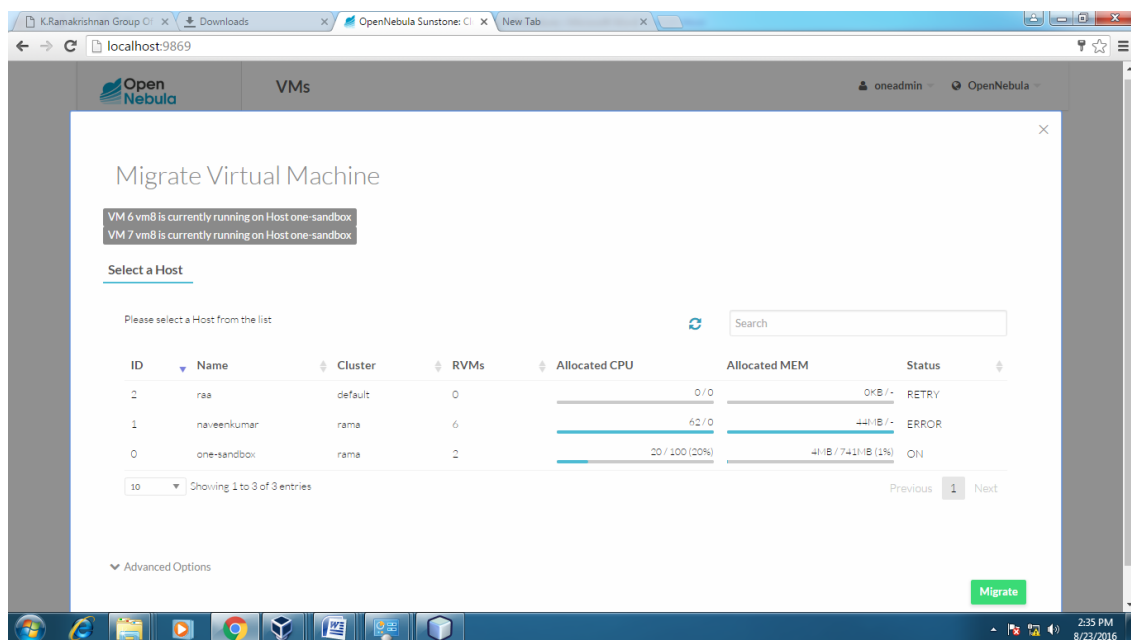 K.Ramakrishnan Group Of
Downloads
OpenNebula Sunstone: Cl
New Tab
localhost:9869
Open
Nebula
VMs
oneadmin
OpenNebula
Migrate Virtual Machine
VM 6 vm8 is currently running on Host one-sandbox
VM 7 vm8 is currently running on Host one-sandbox
Select a Host
Please select a Host from the list
Search
ID Name Cluster RVMs Allocated CPU Allocated MEM Status
2 raa default 0 0 / 0 0KB / - RETRY
1 naveenkumar rama 6 62 / 0 44MB / - ERROR
0 one-sandbox rama 2 20 / 100 (20%) 4MB / 741MB (1%) ON
10 Showing 1 to 3 of 3 entries
Previous 1 Next
Advanced Options
Migrate
2:35 PM
8/23/2016